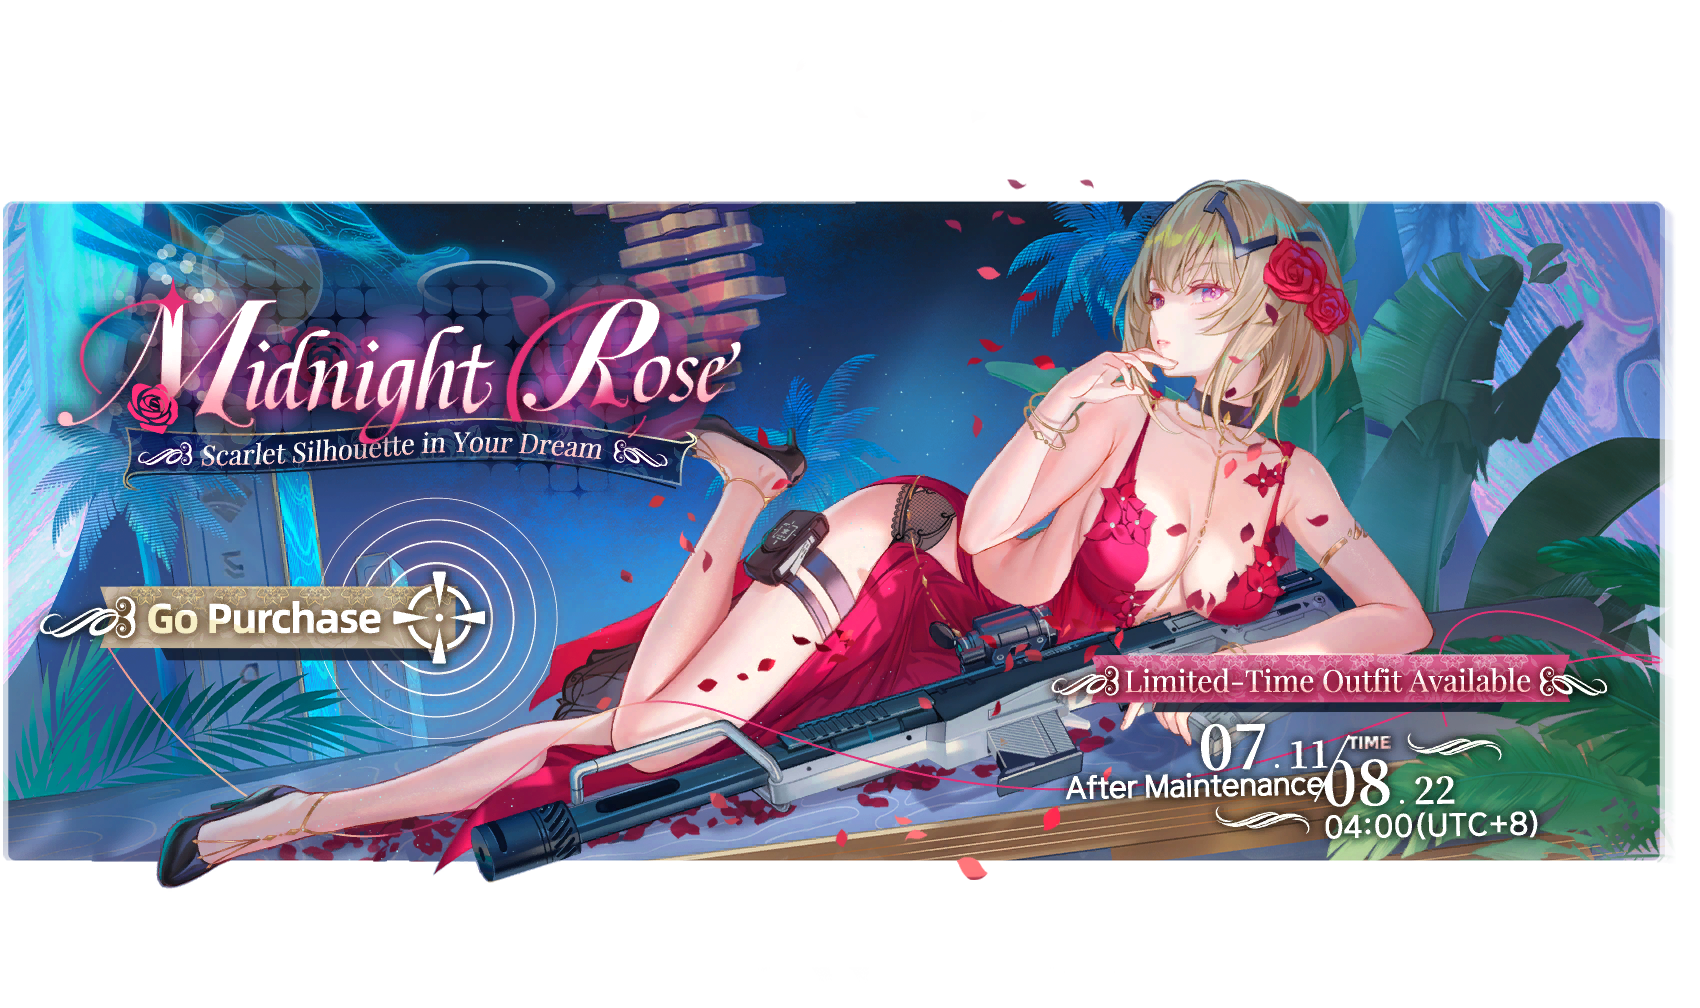 Midnight Rose
Scarlet Silhouette in Your Dream
Go Purchase
Limited-Time Outfit Available
07.11/TIME
After Maintenance/08.22
04:00(UTC+8)